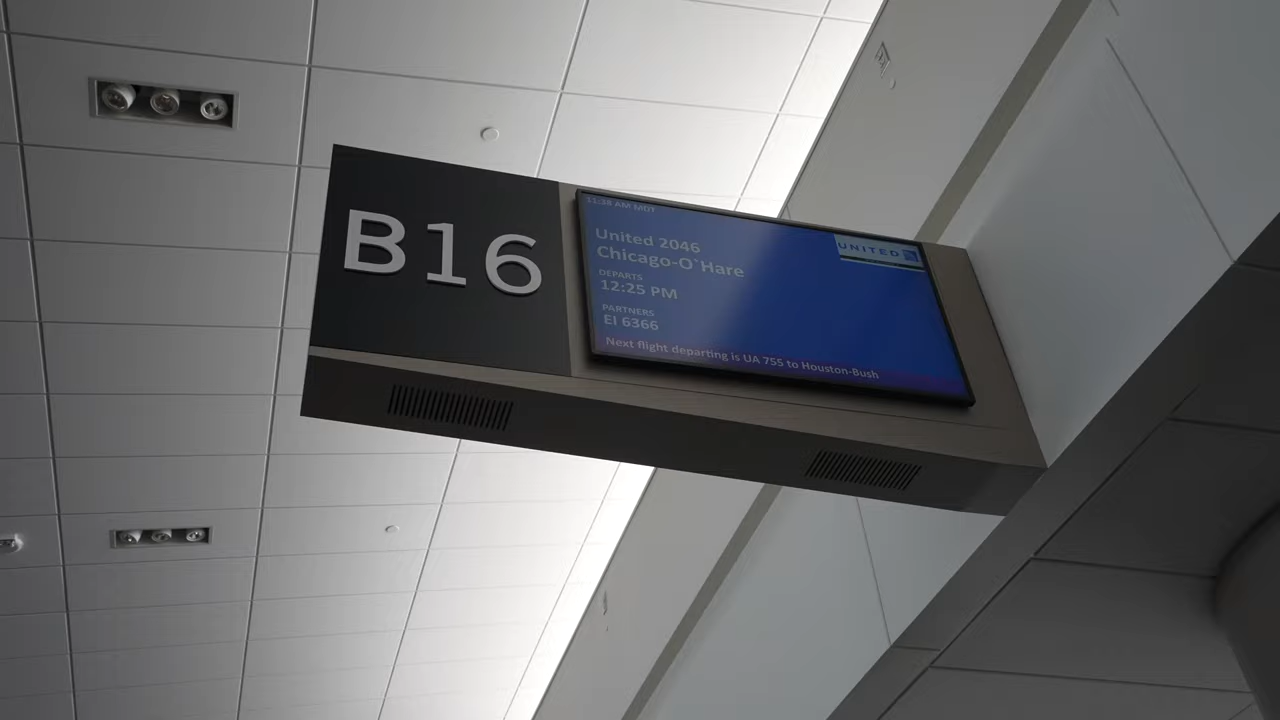 B16
11:38 AM MDT
UNITED
United 2046
Chicago-O`Hare
DEPARTS
12:25 PM
PARTNERS
EI 6366
Next flight departing is UA 755 to Houston-Bush